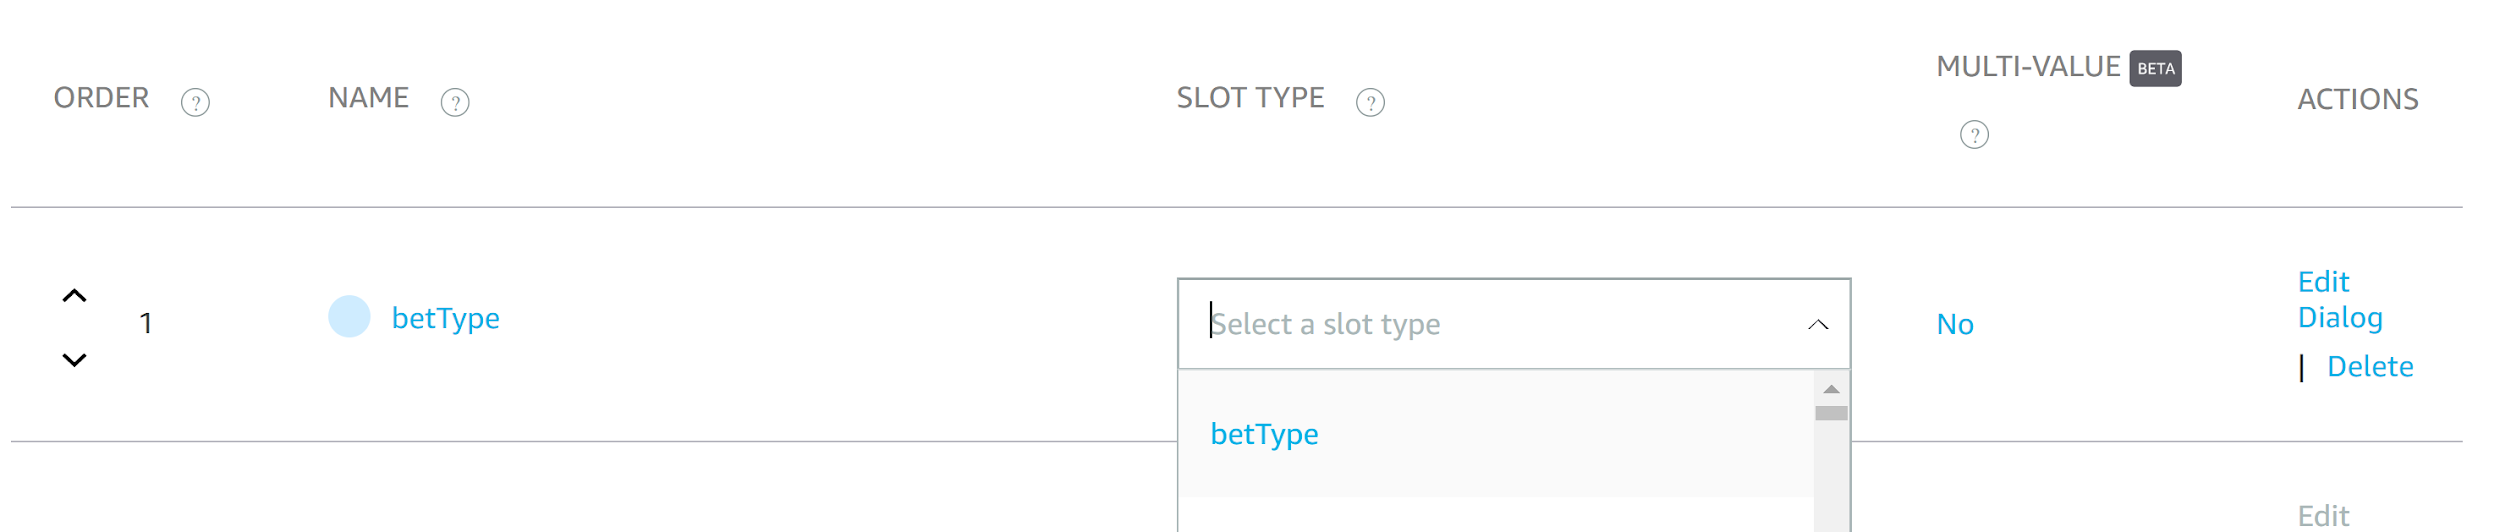 ORDER ?
NAME ?
SLOT TYPE ?
MULTI-VALUE BETA
?
ACTIONS
1
betType
Select a slot type
No
Edit
Dialog
| Delete
betType
Edit